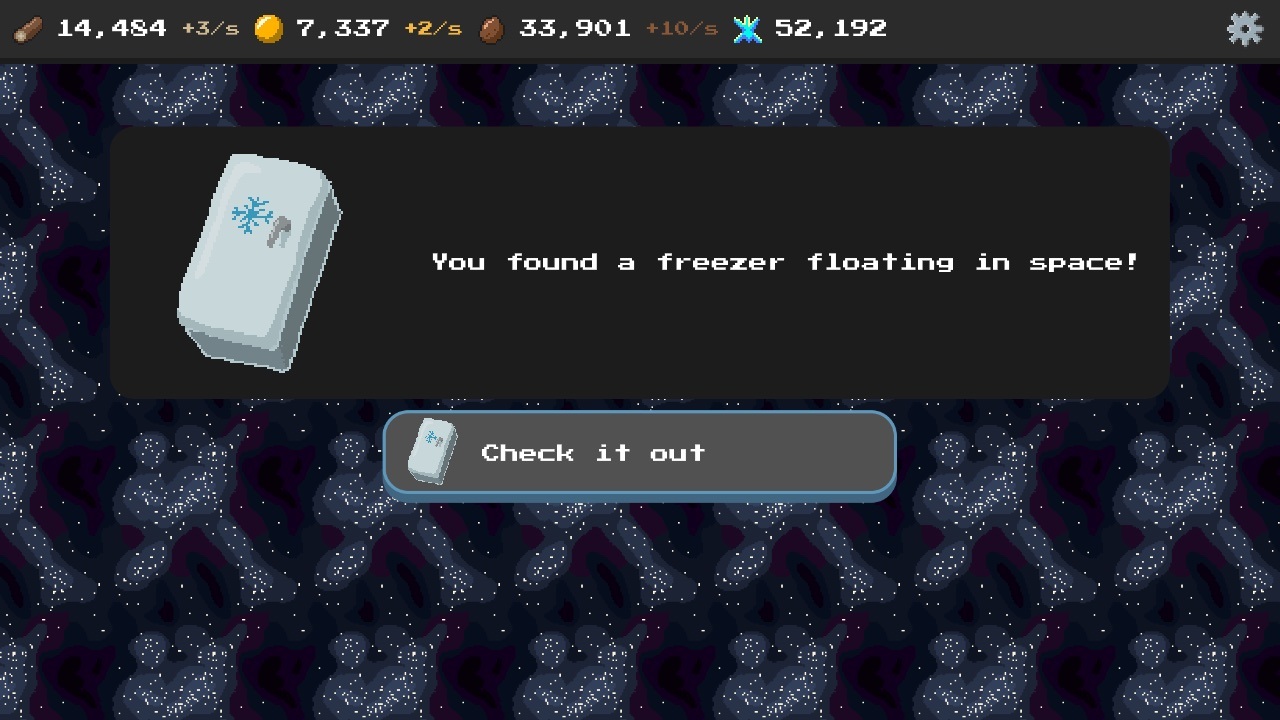 14,484 +3/s 7,337 +2/s 33,901 +10/s 52,192
You found a freezer floating in space!
Check it out